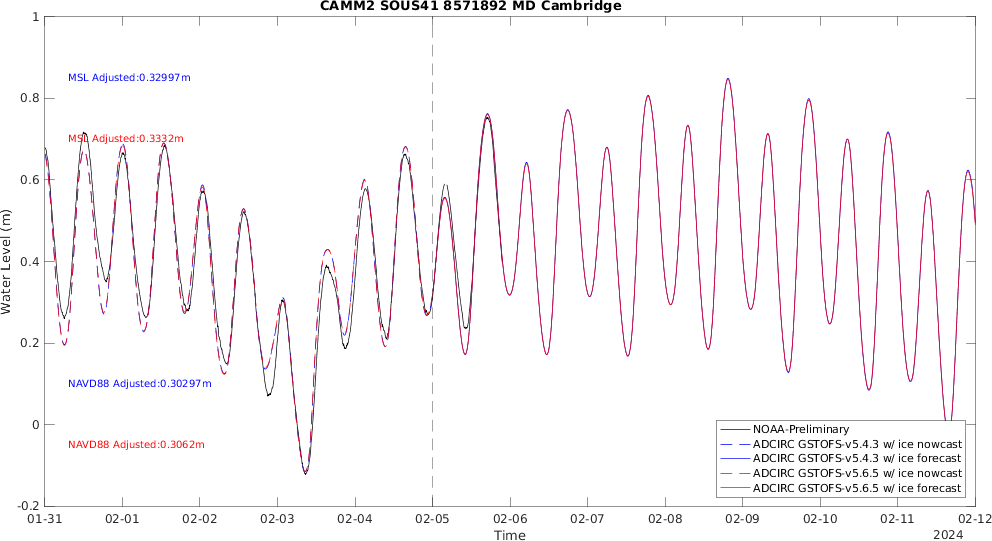 CAMM2 SOUS41 8571892 MD Cambridge
1
0.8
0.6
0.4
0.2
0
-0.2
Water Level (m)
MSL Adjusted:0.32997m
MSL Adjusted:0.3332m
NAVD88 Adjusted:0.30297m
NAVD88 Adjusted:0.3062m
NOAA-Preliminary
ADCIRC GSTOFS-v5.4.3 w/ ice nowcast
ADCIRC GSTOFS-v5.4.3 w/ ice forecast
ADCIRC GSTOFS-v5.6.5 w/ ice nowcast
ADCIRC GSTOFS-v5.6.5 w/ ice forecast
01-31 02-01 02-02 02-03 02-04 02-05 02-06 02-07 02-08 02-09 02-10 02-11 02-12
Time
2024